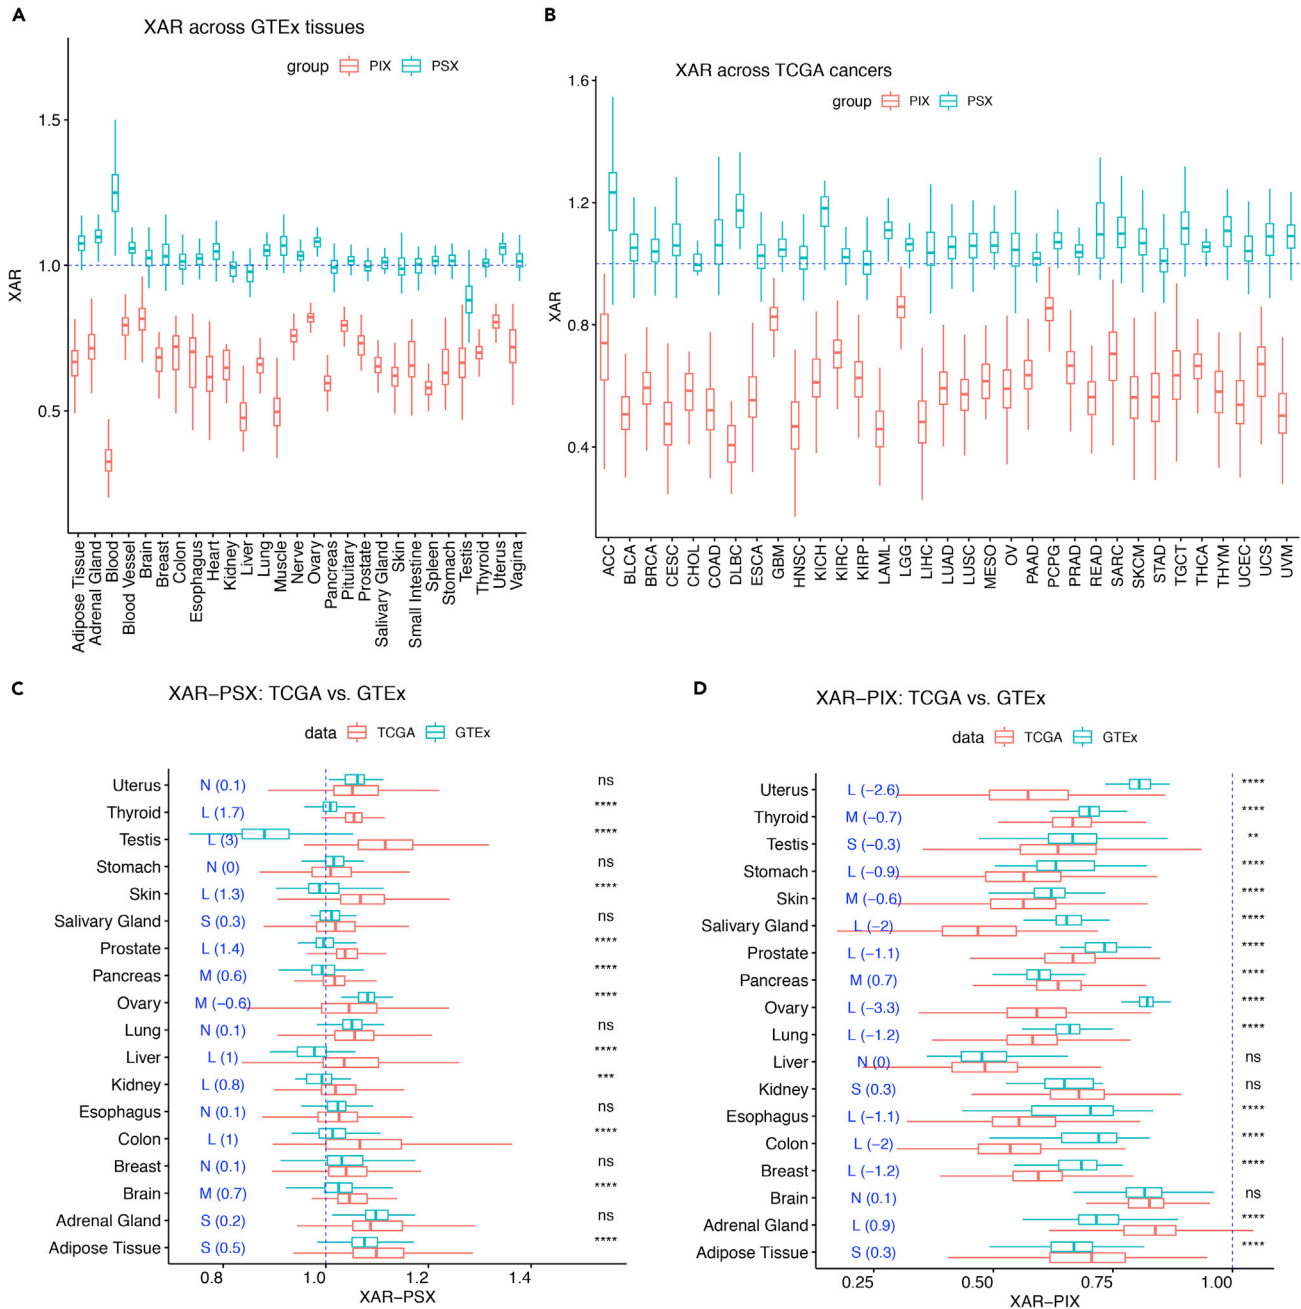 A
XAR across GTEx tissues
group PIX PSX
XAR
1.5
1.0
0.5
Adipose Tissue
Adrenal Gland
Blood
Blood Vessel
Brain
Breast
Colon
Esophagus
Heart
Kidney
Liver
Lung
Muscle
Nerve
Ovary
Pancreas
Pituitary
Prostate
Salivary Gland
Skin
Small Intestine
Spleen
Stomach
Testis
Thyroid
Uterus
Vagina
B
XAR across TCGA cancers
group PIX PSX
XAR
1.6
1.2
0.8
0.4
ACC
BLCA
BRCA
CESC
CHOL
COAD
DLBC
ESCA
GBM
HNSC
KICH
KIRC
KIRP
LAML
LGG
LIHC
LUAD
LUSC
MESO
OV
PAAD
PCPG
PRAD
READ
SARC
SKCM
STAD
TGCT
THCA
THYM
UCEC
UCS
UVM
C
XAR−PSX: TCGA vs. GTEx
data TCGA GTEx
Uterus N (0.1) ns
Thyroid L (1.7) ****
Testis L (3) ****
Stomach N (0) ns
Skin L (1.3) ****
Salivary Gland S (0.3) ns
Prostate L (1.4) ****
Pancreas M (0.6) ****
Ovary M (−0.6) ****
Lung N (0.1) ns
Liver L (1) ****
Kidney L (0.8) ***
Esophagus N (0.1) ns
Colon L (1) ****
Breast N (0.1) ns
Brain M (0.7) ****
Adrenal Gland S (0.2) ns
Adipose Tissue S (0.5) ****
0.8 1.0 1.2 1.4
XAR−PSX
D
XAR−PIX: TCGA vs. GTEx
data TCGA GTEx
Uterus L (−2.6) ****
Thyroid M (−0.7) ****
Testis S (−0.3) **
Stomach L (−0.9) ****
Skin M (−0.6) ****
Salivary Gland L (−2) ****
Prostate L (−1.1) ****
Pancreas M (0.7) ****
Ovary L (−3.3) ****
Lung L (−1.2) ****
Liver N (0) ns
Kidney S (0.3) ns
Esophagus L (−1.1) ****
Colon L (−2) ****
Breast L (−1.2) ****
Brain N (0.1) ns
Adrenal Gland L (0.9) ****
Adipose Tissue S (0.3) ****
0.25 0.50 0.75 1.00
XAR−PIX